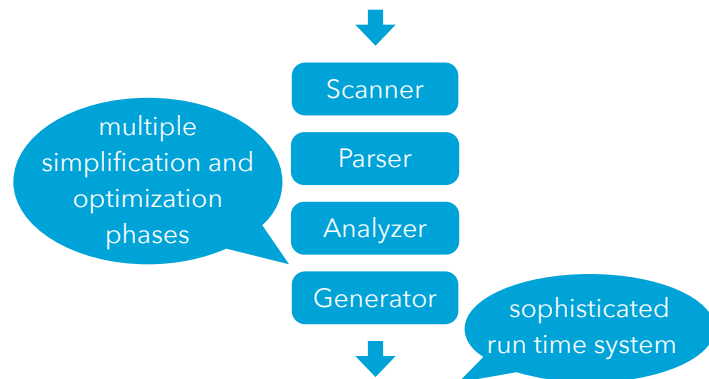 Scanner
multiple
simplification and
optimization
phases
Parser
Analyzer
Generator
sophisticated
run time system